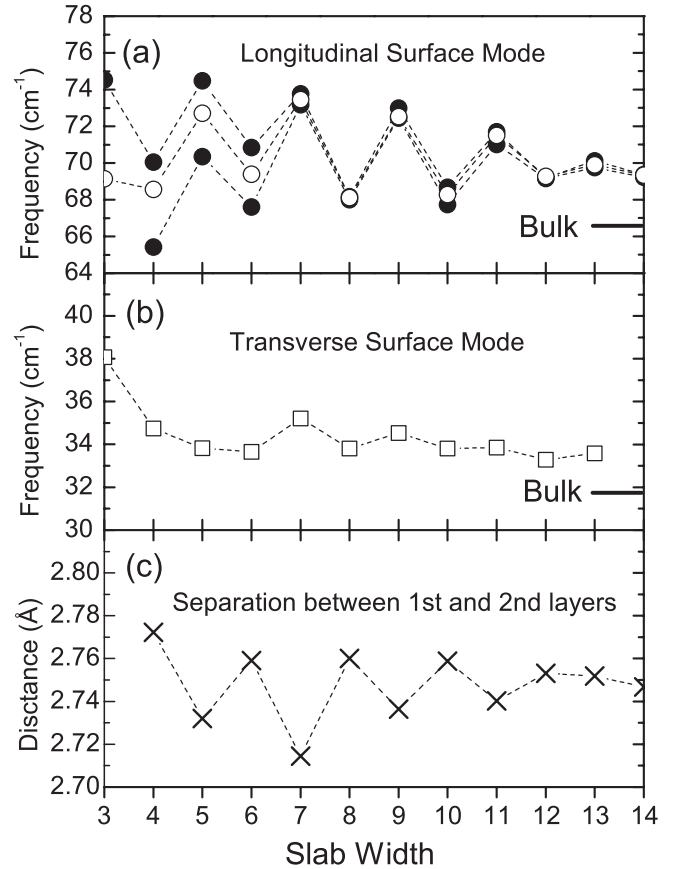 78
76
74
72
70
68
66
64
Frequency (cm⁻¹)
(a)
Longitudinal Surface Mode
Bulk
40
38
36
34
32
30
Frequency (cm⁻¹)
(b)
Transverse Surface Mode
Bulk
2.80
2.78
2.76
2.74
2.72
2.70
Disctance (Å)
(c)
Separation between 1st and 2nd layers
3 4 5 6 7 8 9 10 11 12 13 14
Slab Width